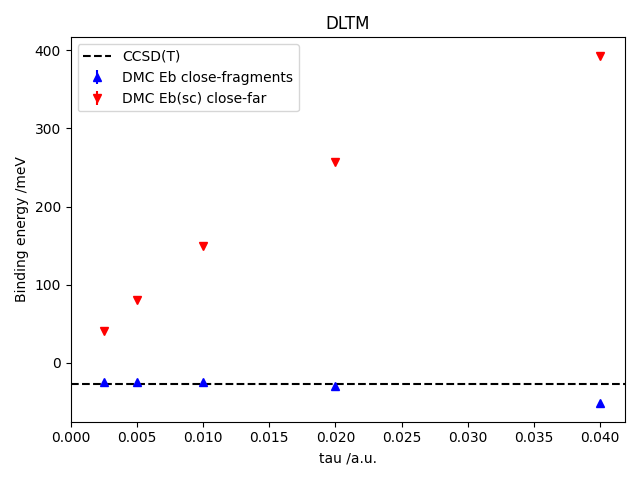 DLTM
CCSD(T)
DMC Eb close-fragments
DMC Eb(sc) close-far
Binding energy /meV
400
300
200
100
0
0.000 0.005 0.010 0.015 0.020 0.025 0.030 0.035 0.040
tau /a.u.